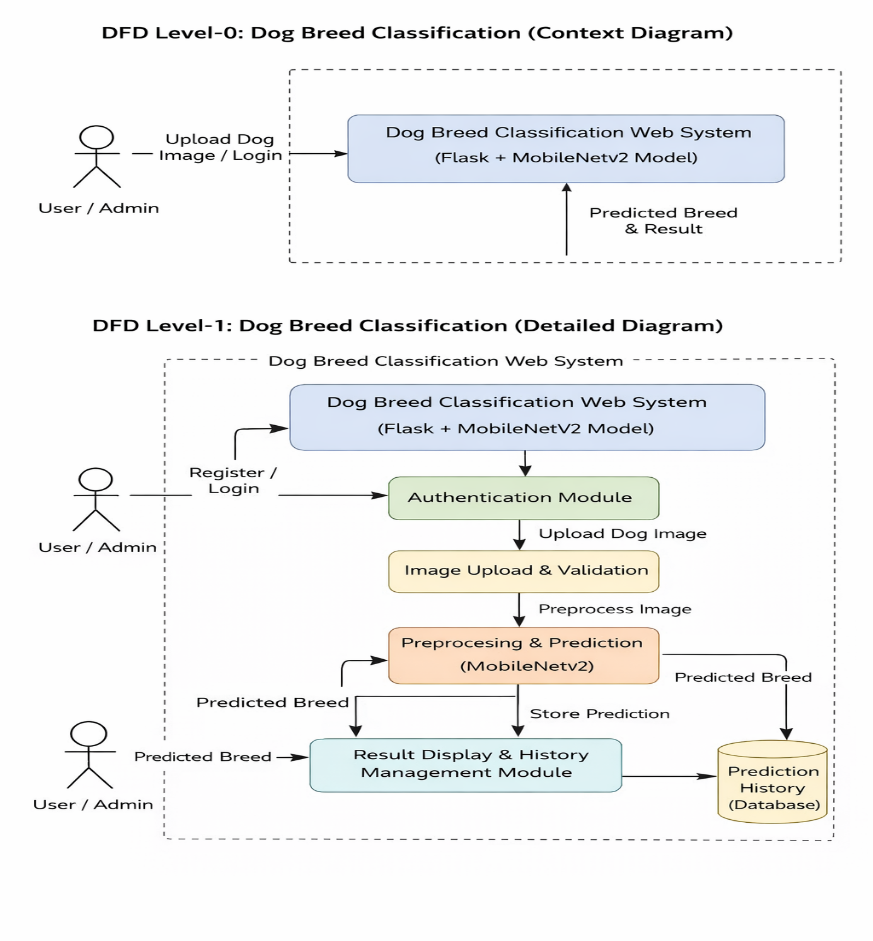 DFD Level-0: Dog Breed Classification (Context Diagram)
Upload Dog
Image / Login
Dog Breed Classification Web System
(Flask + MobileNetv2 Model)
User / Admin
Predicted Breed
& Result
DFD Level-1: Dog Breed Classification (Detailed Diagram)
Dog Breed Classification Web System
Dog Breed Classification Web System
(Flask + MobileNetV2 Model)
Register /
Login
Authentication Module
User / Admin
Upload Dog Image
Image Upload & Validation
Preprocess Image
Preprocesing & Prediction
(MobileNetv2)
Predicted Breed
Predicted Breed
Store Prediction
Predicted Breed
Result Display & History
Management Module
User / Admin
Prediction
History
(Database)